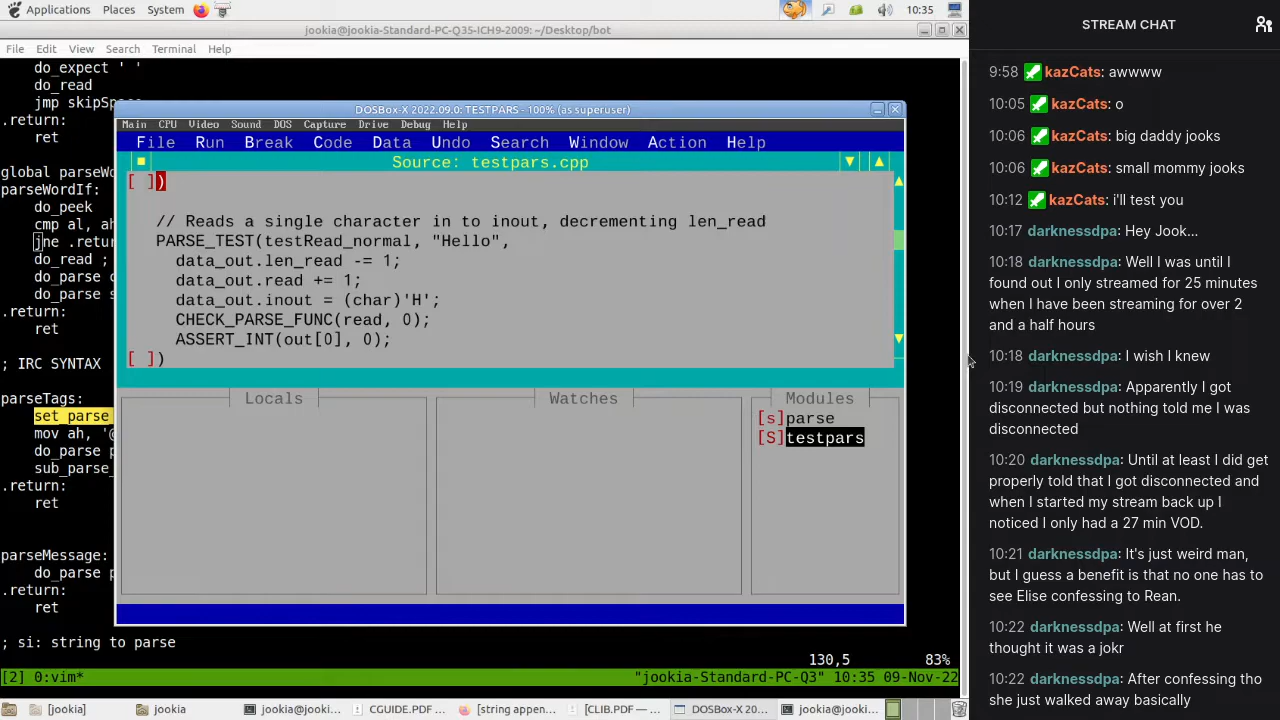 Applications Places System 10:35
jookia@jookia-Standard-PC-Q35-ICH9-2009: ~/Desktop/bot
File Edit View Search Terminal Help
do_expect ' '
do_read
jmp skipSp
.return:
ret
global parseWo
parseWordIf:
do_peek
cmp al, ah
jne .retur
do_read ;
do_parse c
do_parse s
.return:
ret
; IRC SYNTAX
parseTags:
set_parse
mov ah, '@
do_parse p
sub_parse_
.return:
ret
parseMessage:
do_parse p
.return:
ret
; si: string to parse
130,5 83%
[2] 0:vim* "jookia-Standard-PC-Q3" 10:35 09-Nov-22
DOSBox-X 2022.09.0: TESTPARS - 100% (as superuser)
Main CPU Video Sound DOS Capture Drive Debug Help
File Run Break Code Data Undo Search Window Action Help
Source: testpars.cpp
[ ])
// Reads a single character in to inout, decrementing len_read
PARSE_TEST(testRead_normal, "Hello",
data_out.len_read -= 1;
data_out.read += 1;
data_out.inout = (char)'H';
CHECK_PARSE_FUNC(read, 0);
ASSERT_INT(out[0], 0);
[ ])
Locals
Watches
Modules
[s]parse
[S]testpars
[jookia]
jookia
jookia@jooki...
CGUIDE.PDF ...
[string appen...
[CLIB.PDF —...
DOSBox-X 20...
jookia@jooki...
STREAM CHAT
9:58 kazCats: awwww
10:05 kazCats: o
10:06 kazCats: big daddy jooks
10:06 kazCats: small mommy jooks
10:12 kazCats: i'll test you
10:17 darknessdpa: Hey Jook...
10:18 darknessdpa: Well I was until I
found out I only streamed for 25 minutes
when I have been streaming for over 2
and a half hours
10:18 darknessdpa: I wish I knew
10:19 darknessdpa: Apparently I got
disconnected but nothing told me I was
disconnected
10:20 darknessdpa: Until at least I did get
properly told that I got disconnected and
when I started my stream back up I
noticed I only had a 27 min VOD.
10:21 darknessdpa: It's just weird man,
but I guess a benefit is that no one has to
see Elise confessing to Rean.
10:22 darknessdpa: Well at first he
thought it was a jokr
10:22 darknessdpa: After confessing tho
she just walked away basically